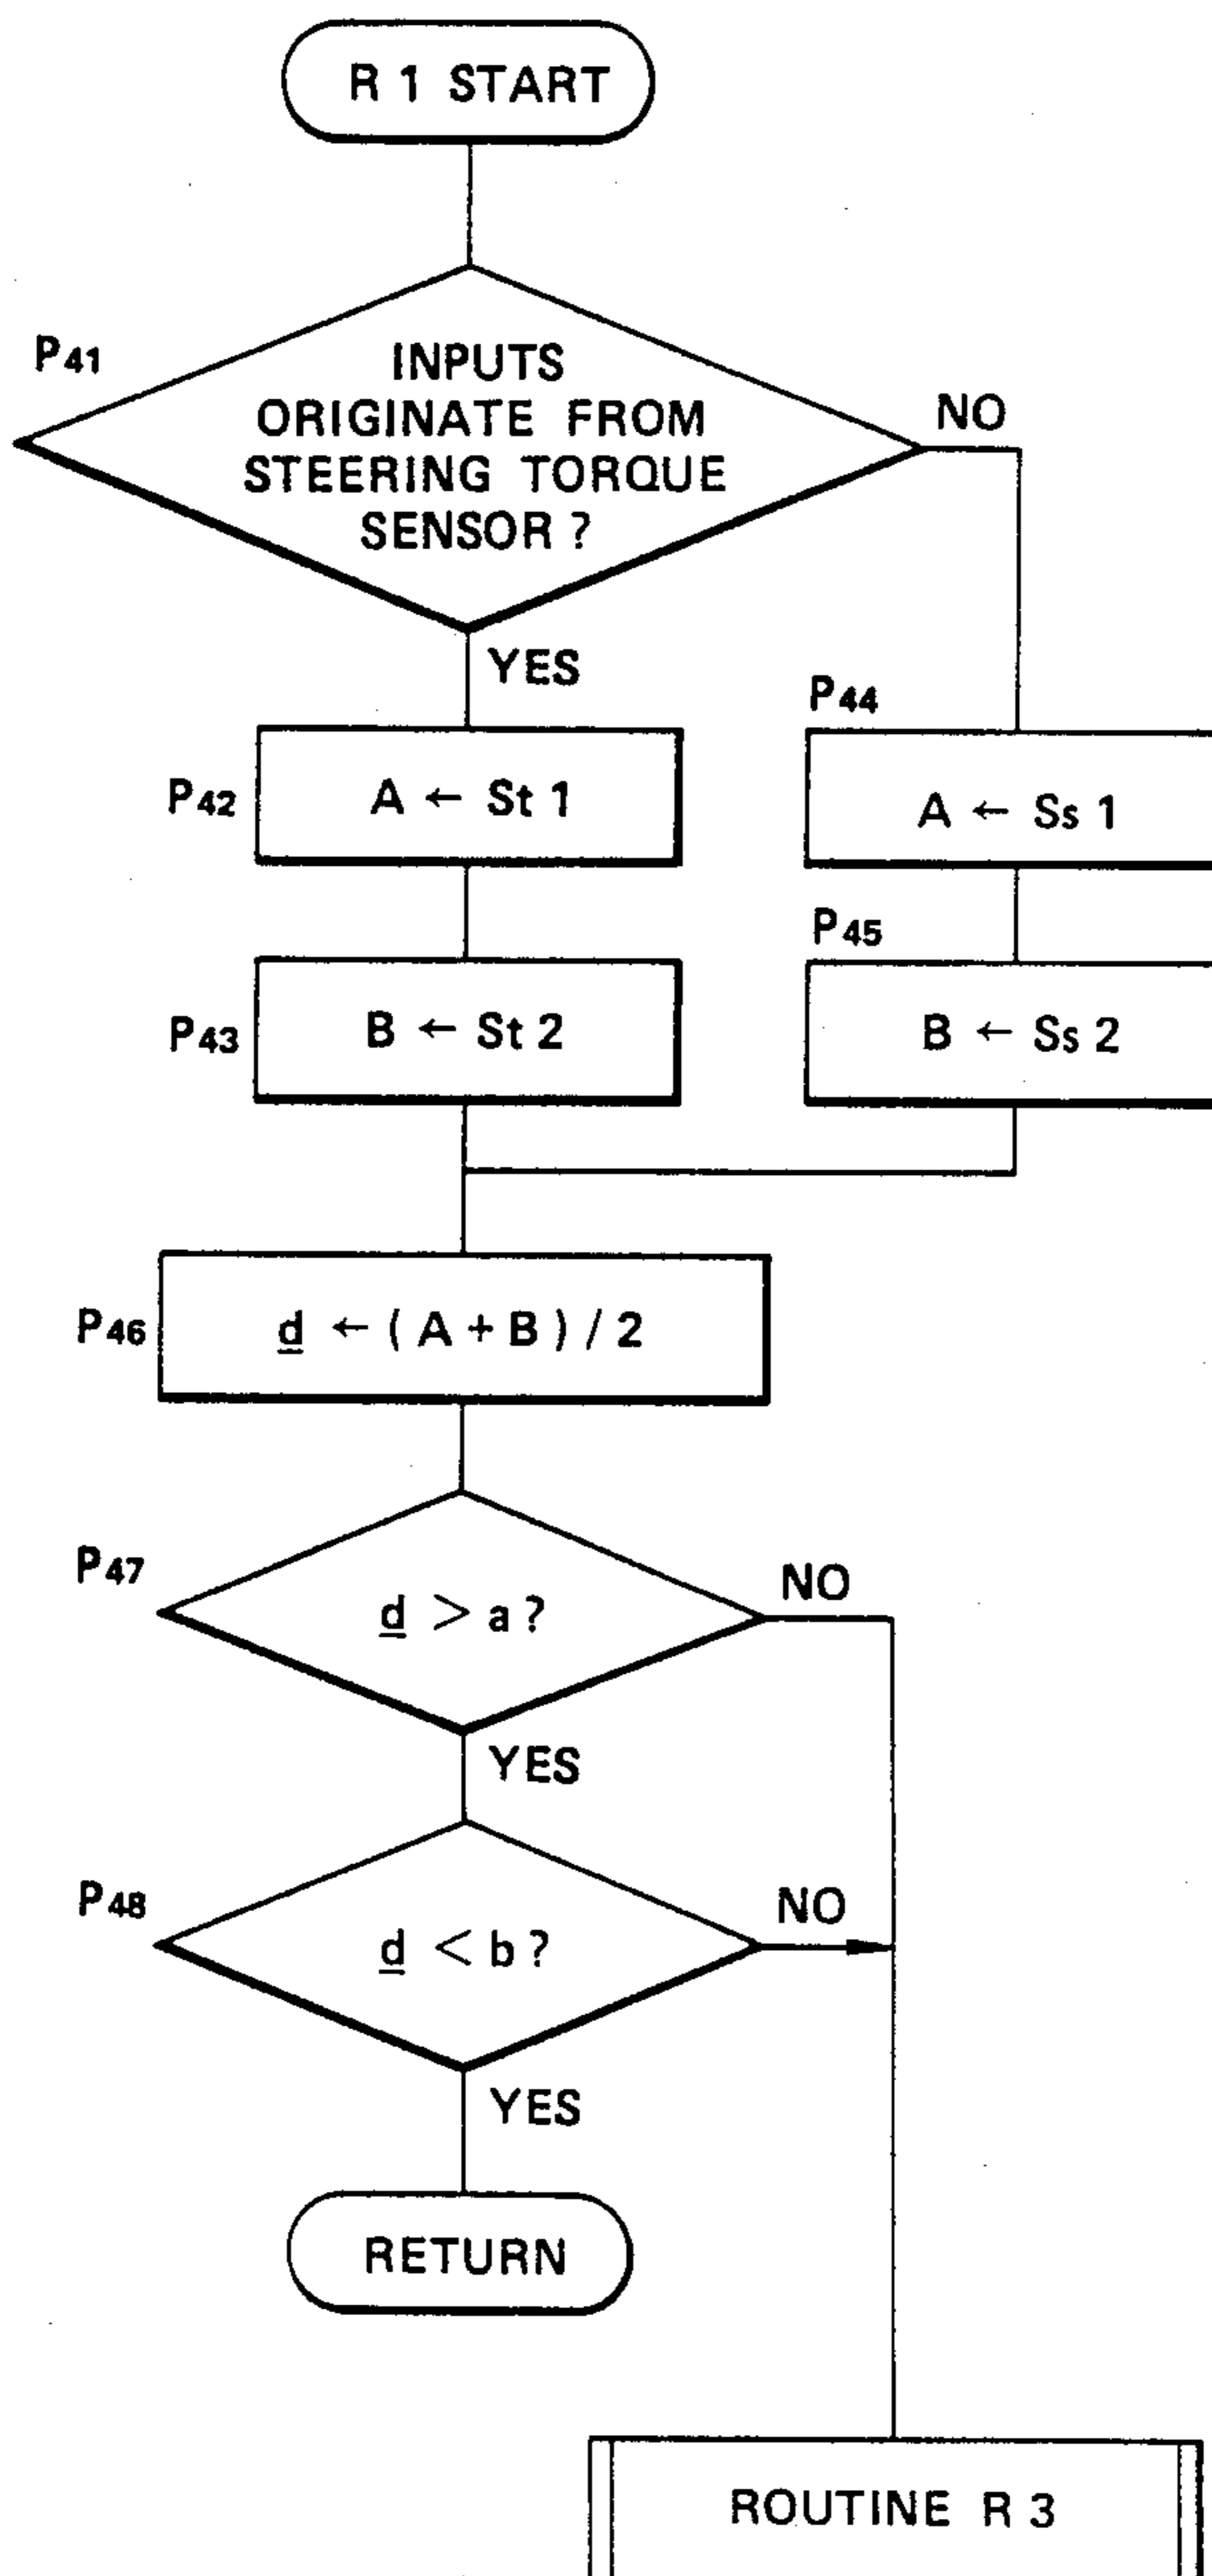 R 1 START
P41
INPUTS
ORIGINATE FROM
STEERING TORQUE
SENSOR ?
NO
YES
P44
P42
A ← St 1
A ← Ss 1
P45
P43
B ← St 2
B ← Ss 2
P46
d ← ( A + B ) / 2
P47
d > a ?
NO
YES
P48
d < b ?
NO
YES
RETURN
ROUTINE R 3